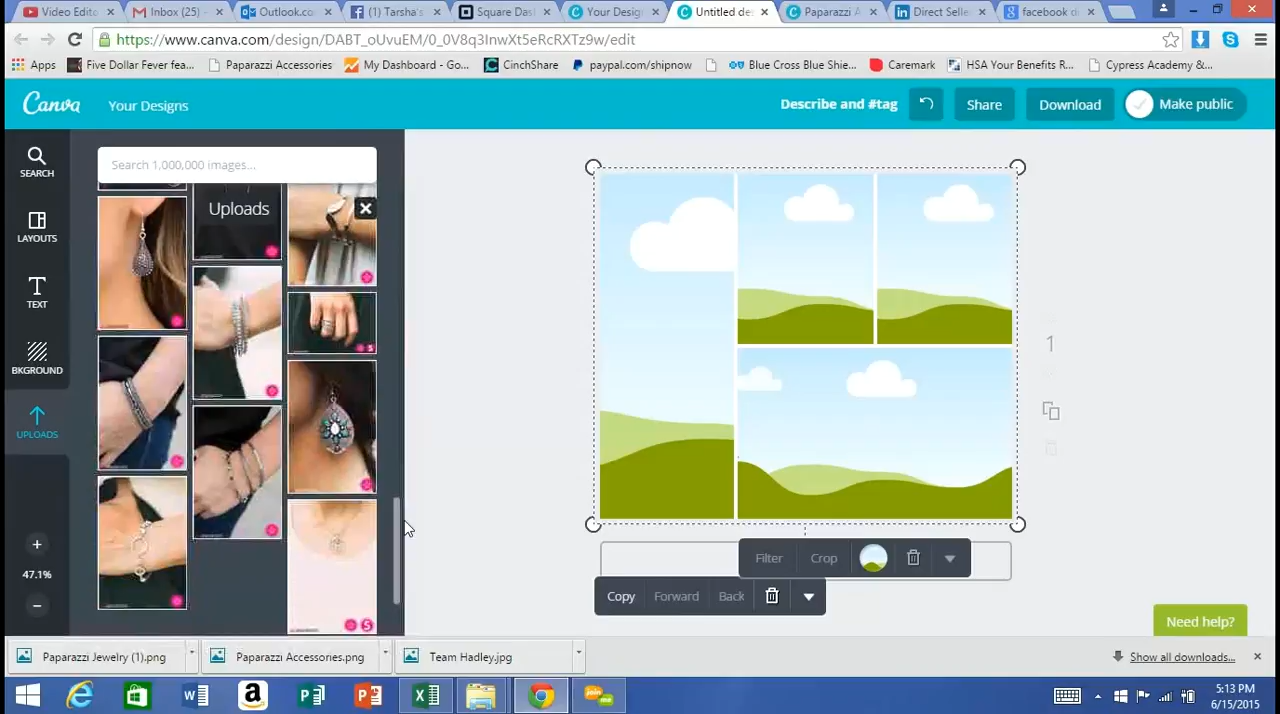 Video Edito
Inbox (25)
Outlook.co
(1) Tarsha's
Square Das
Your Desig
Untitled de
Paparazzi A
Direct Selle
facebook d
https://www.canva.com/design/DABT_oUvuEM/0_0V8q3InwXt5eRcRXTz9w/edit
Apps
Five Dollar Fever fea...
Paparazzi Accessories
My Dashboard - Go...
CinchShare
paypal.com/shipnow
Blue Cross Blue Shie...
Caremark
HSA Your Benefits R...
Cypress Academy &...
Canva
Your Designs
Describe and #tag
Share
Download
Make public
SEARCH
LAYOUTS
TEXT
BKGROUND
UPLOADS
47.1%
Search 1,000,000 images...
Uploads
1
Filter
Crop
Copy
Forward
Back
Need help?
Paparazzi Jewelry (1).png
Paparazzi Accessories.png
Team Hadley.jpg
Show all downloads...
join
me
5:13 PM
6/15/2015